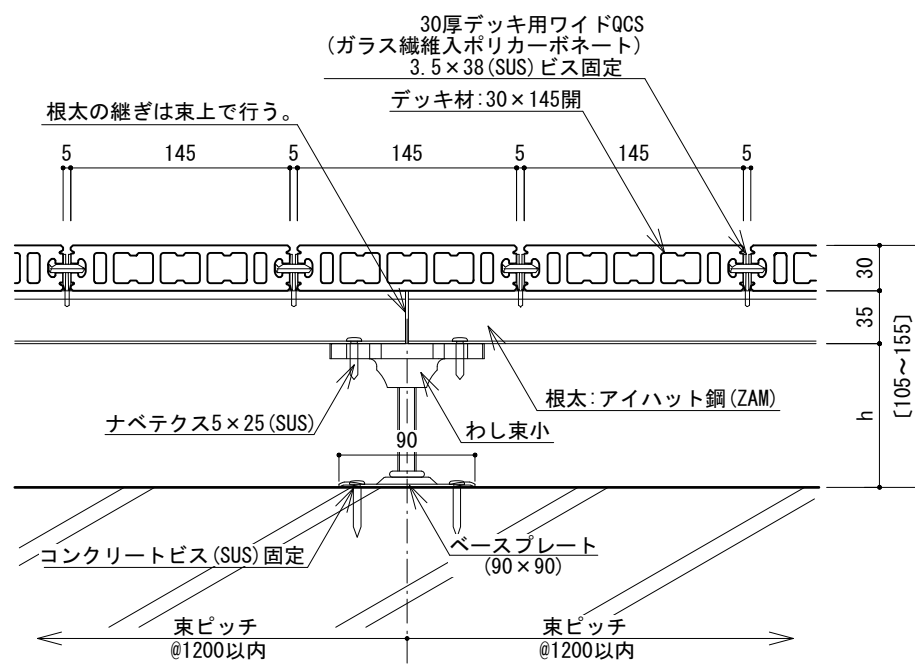 30厚デッキ用ワイドQCS
(ガラス繊維入ポリカーボネート)
3.5×38(SUS)ビス固定
デッキ材:30×145開
根太の継ぎは束上で行う。
5
145
5
145
5
145
5
30
35
h
[105~155]
根太:アイハット鋼(ZAM)
ナベテクス5×25(SUS)
わし束小
90
コンクリートビス(SUS)固定
ベースプレート
(90×90)
束ピッチ
@1200以内
束ピッチ
@1200以内